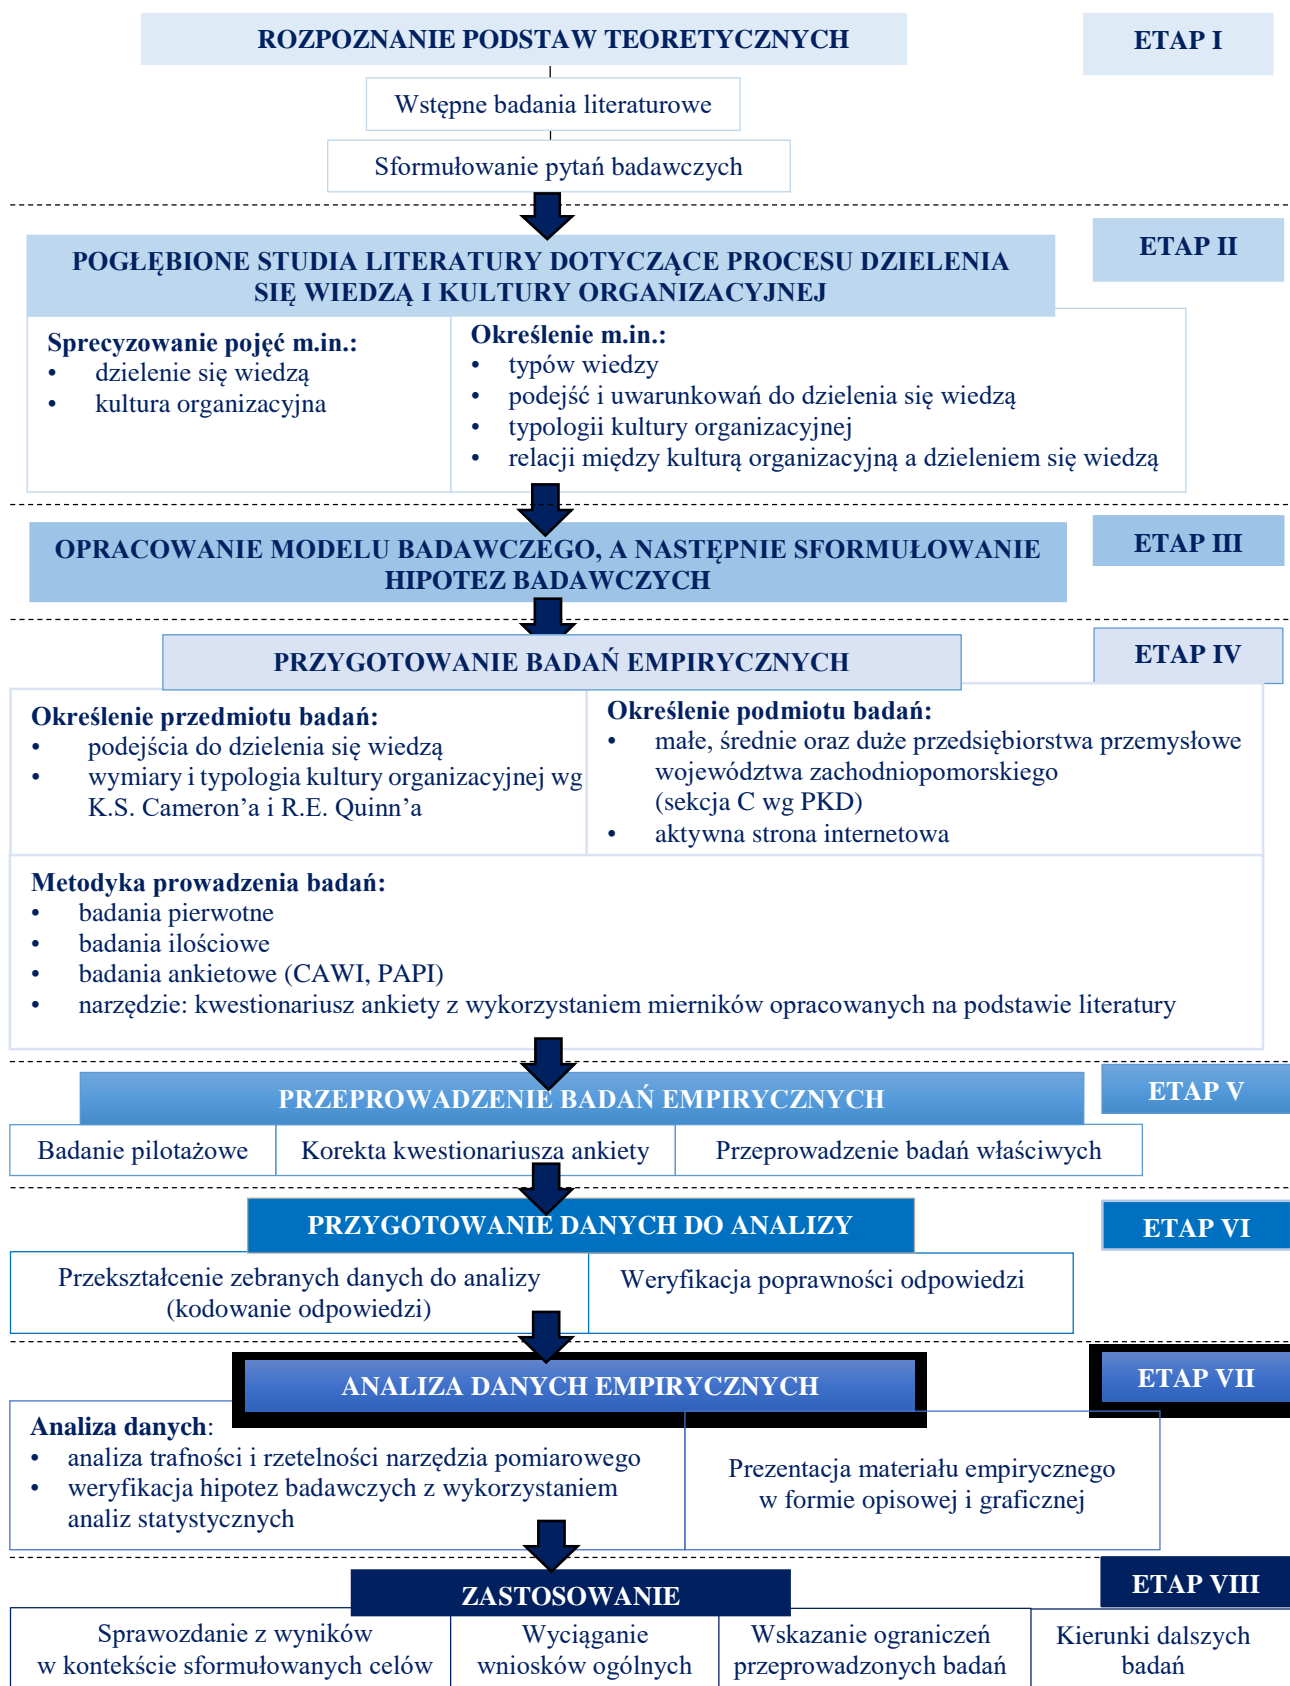 ROZPOZNANIE PODSTAW TEORETYCZNYCH
ETAP I
Wstępne badania literaturowe
Sformułowanie pytań badawczych
ETAP II
POGŁĘBIONE STUDIA LITERATURY DOTYCZĄCE PROCESU DZIELENIA
SIĘ WIEDZĄ I KULTURY ORGANIZACYJNEJ
Sprecyzowanie pojęć m.in.:
• dzielenie się wiedzą
• kultura organizacyjna
Określenie m.in.:
• typów wiedzy
• podejść i uwarunkowań do dzielenia się wiedzą
• typologii kultury organizacyjnej
• relacji między kulturą organizacyjną a dzieleniem się wiedzą
ETAP III
OPRACOWANIE MODELU BADAWCZEGO, A NASTĘPNIE SFORMUŁOWANIE
HIPOTEZ BADAWCZYCH
PRZYGOTOWANIE BADAŃ EMPIRYCZNYCH
ETAP IV
Określenie przedmiotu badań:
• podejścia do dzielenia się wiedzą
• wymiary i typologia kultury organizacyjnej wg
K.S. Cameron’a i R.E. Quinn’a
Określenie podmiotu badań:
• małe, średnie oraz duże przedsiębiorstwa przemysłowe
województwa zachodniopomorskiego
(sekcja C wg PKD)
• aktywna strona internetowa
Metodyka prowadzenia badań:
• badania pierwotne
• badania ilościowe
• badania ankietowe (CAWI, PAPI)
• narzędzie: kwestionariusz ankiety z wykorzystaniem mierników opracowanych na podstawie literatury
PRZEPROWADZENIE BADAŃ EMPIRYCZNYCH
ETAP V
Badanie pilotażowe
Korekta kwestionariusza ankiety
Przeprowadzenie badań właściwych
PRZYGOTOWANIE DANYCH DO ANALIZY
ETAP VI
Przekształcenie zebranych danych do analizy
(kodowanie odpowiedzi)
Weryfikacja poprawności odpowiedzi
ANALIZA DANYCH EMPIRYCZNYCH
ETAP VII
Analiza danych:
• analiza trafności i rzetelności narzędzia pomiarowego
• weryfikacja hipotez badawczych z wykorzystaniem
analiz statystycznych
Prezentacja materiału empirycznego
w formie opisowej i graficznej
ZASTOSOWANIE
ETAP VIII
Sprawozdanie z wyników
w kontekście sformułowanych celów
Wyciąganie
wniosków ogólnych
Wskazanie ograniczeń
przeprowadzonych badań
Kierunki dalszych
badań